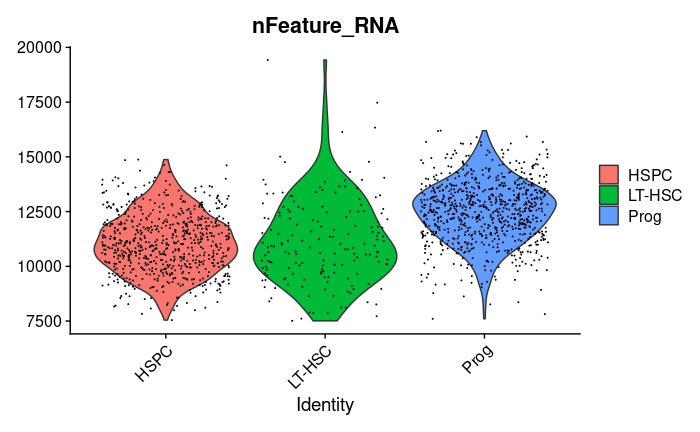 nFeature_RNA
20000
17500
15000
12500
10000
7500
HSPC
LT-HSC
Prog
Identity
HSPC
LT-HSC
Prog